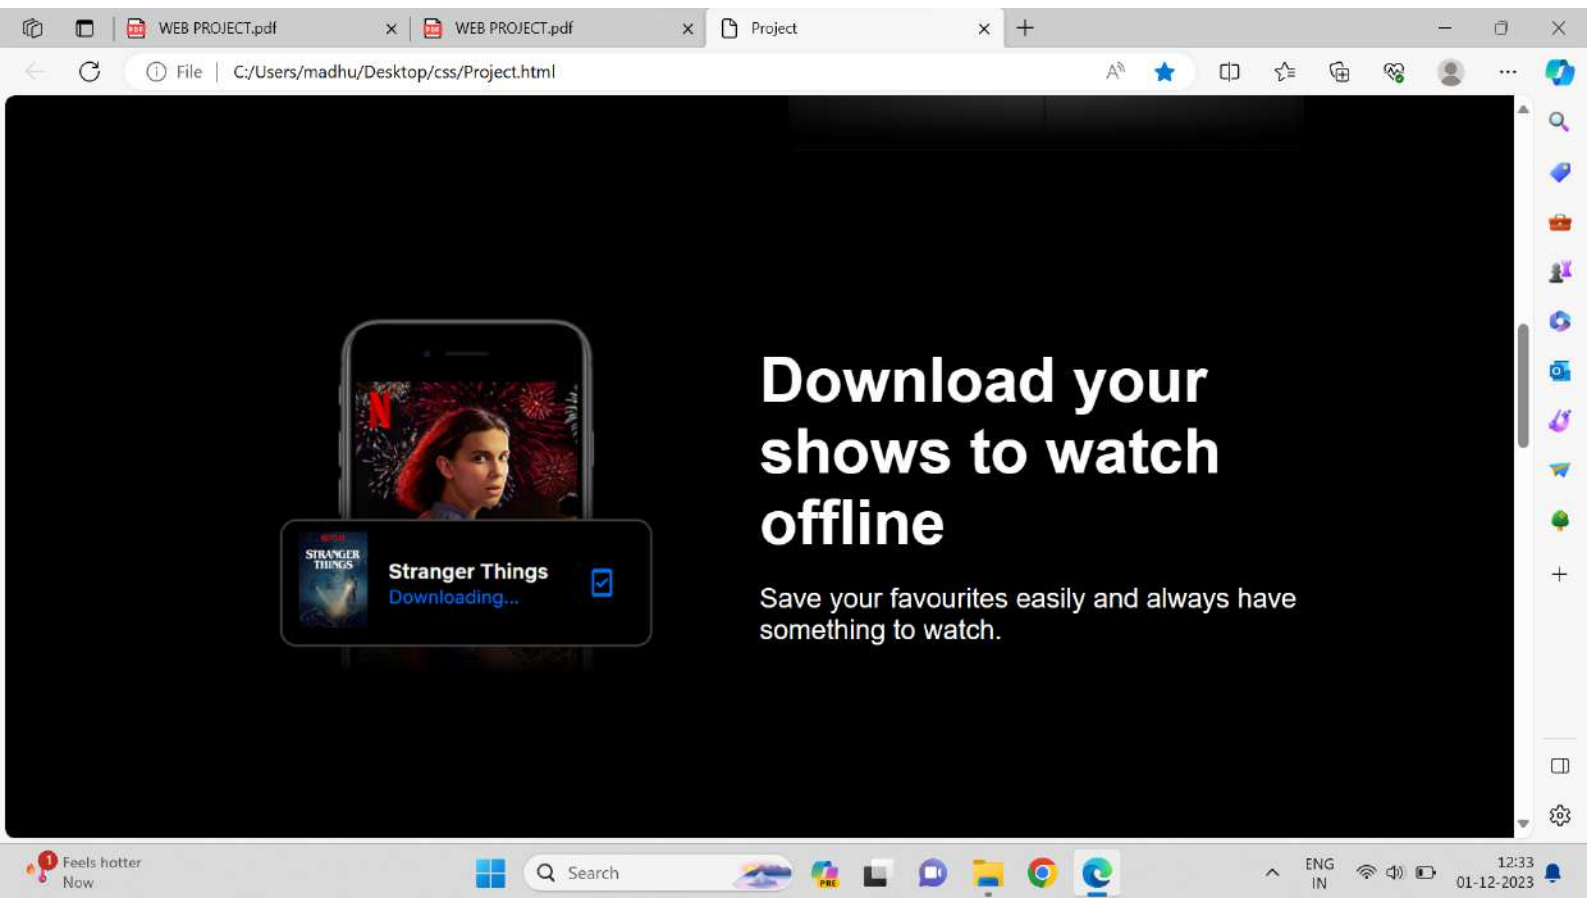 WEB PROJECT.pdf
WEB PROJECT.pdf
Project
File
C:/Users/madhu/Desktop/css/Project.html
N
Download your
shows to watch
offline
STRANGER
THINGS
Stranger Things
Downloading...
Save your favourites easily and always have
something to watch.
1
Feels hotter
Now
Search
PRE
ENG
IN
12:33
01-12-2023